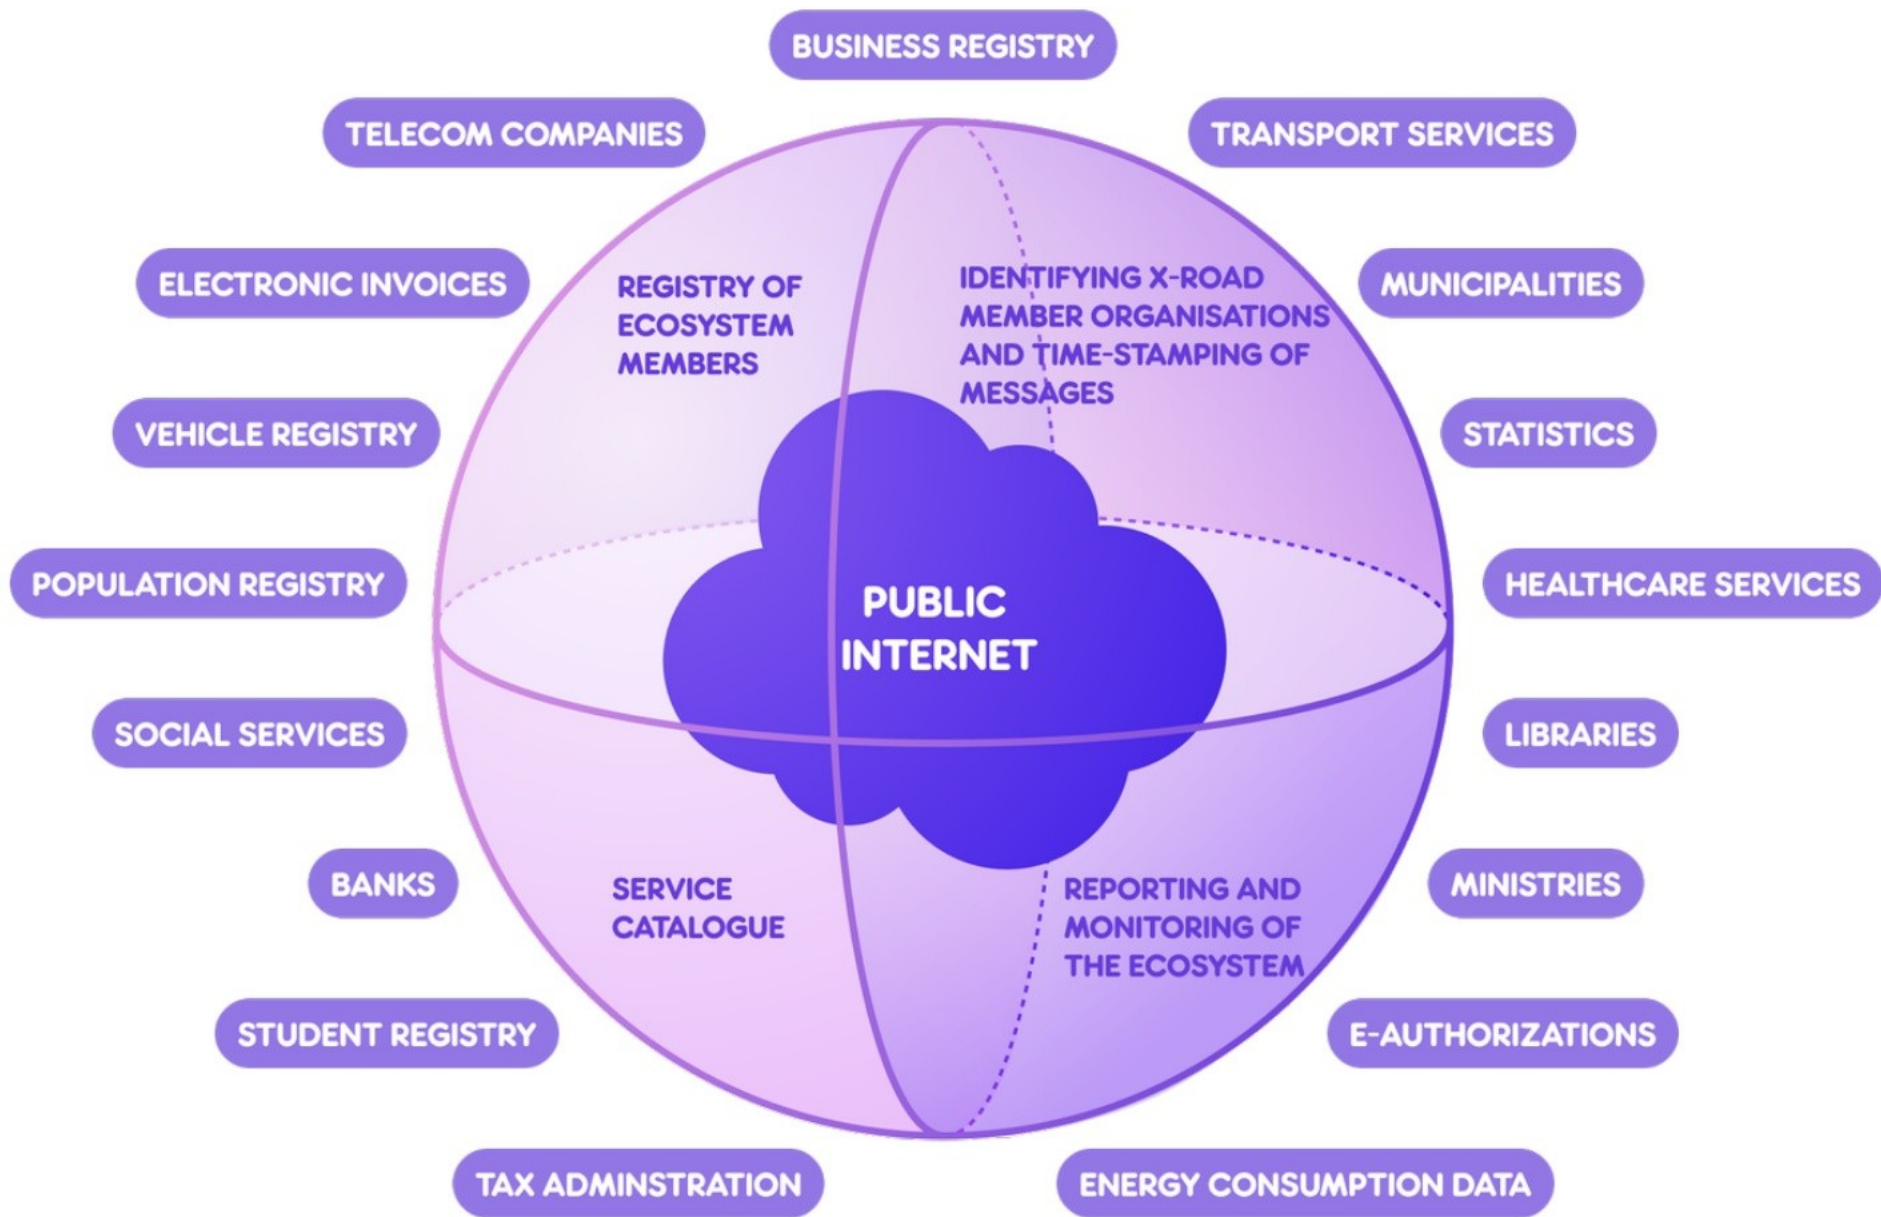 BUSINESS REGISTRY
TELECOM COMPANIES
TRANSPORT SERVICES
ELECTRONIC INVOICES
MUNICIPALITIES
REGISTRY OF
ECOSYSTEM
MEMBERS
IDENTIFYING X-ROAD
MEMBER ORGANISATIONS
AND TIME-STAMPING OF
MESSAGES
VEHICLE REGISTRY
STATISTICS
POPULATION REGISTRY
PUBLIC
INTERNET
HEALTHCARE SERVICES
SOCIAL SERVICES
LIBRARIES
BANKS
SERVICE
CATALOGUE
REPORTING AND
MONITORING OF
THE ECOSYSTEM
MINISTRIES
STUDENT REGISTRY
E-AUTHORIZATIONS
TAX ADMINSTRATION
ENERGY CONSUMPTION DATA